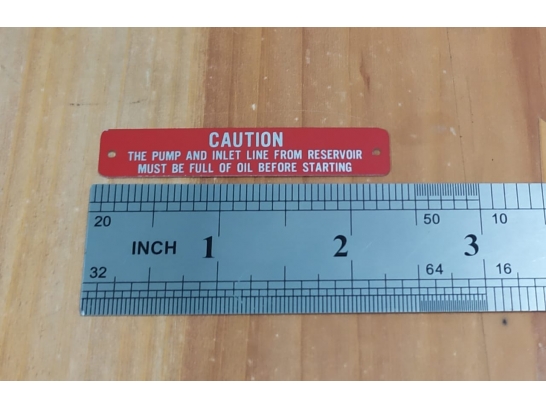 CAUTION
THE PUMP AND INLET LINE FROM RESERVOIR
MUST BE FULL OF OIL BEFORE STARTING
20 50 10
INCH 1 2 3
32 64 16